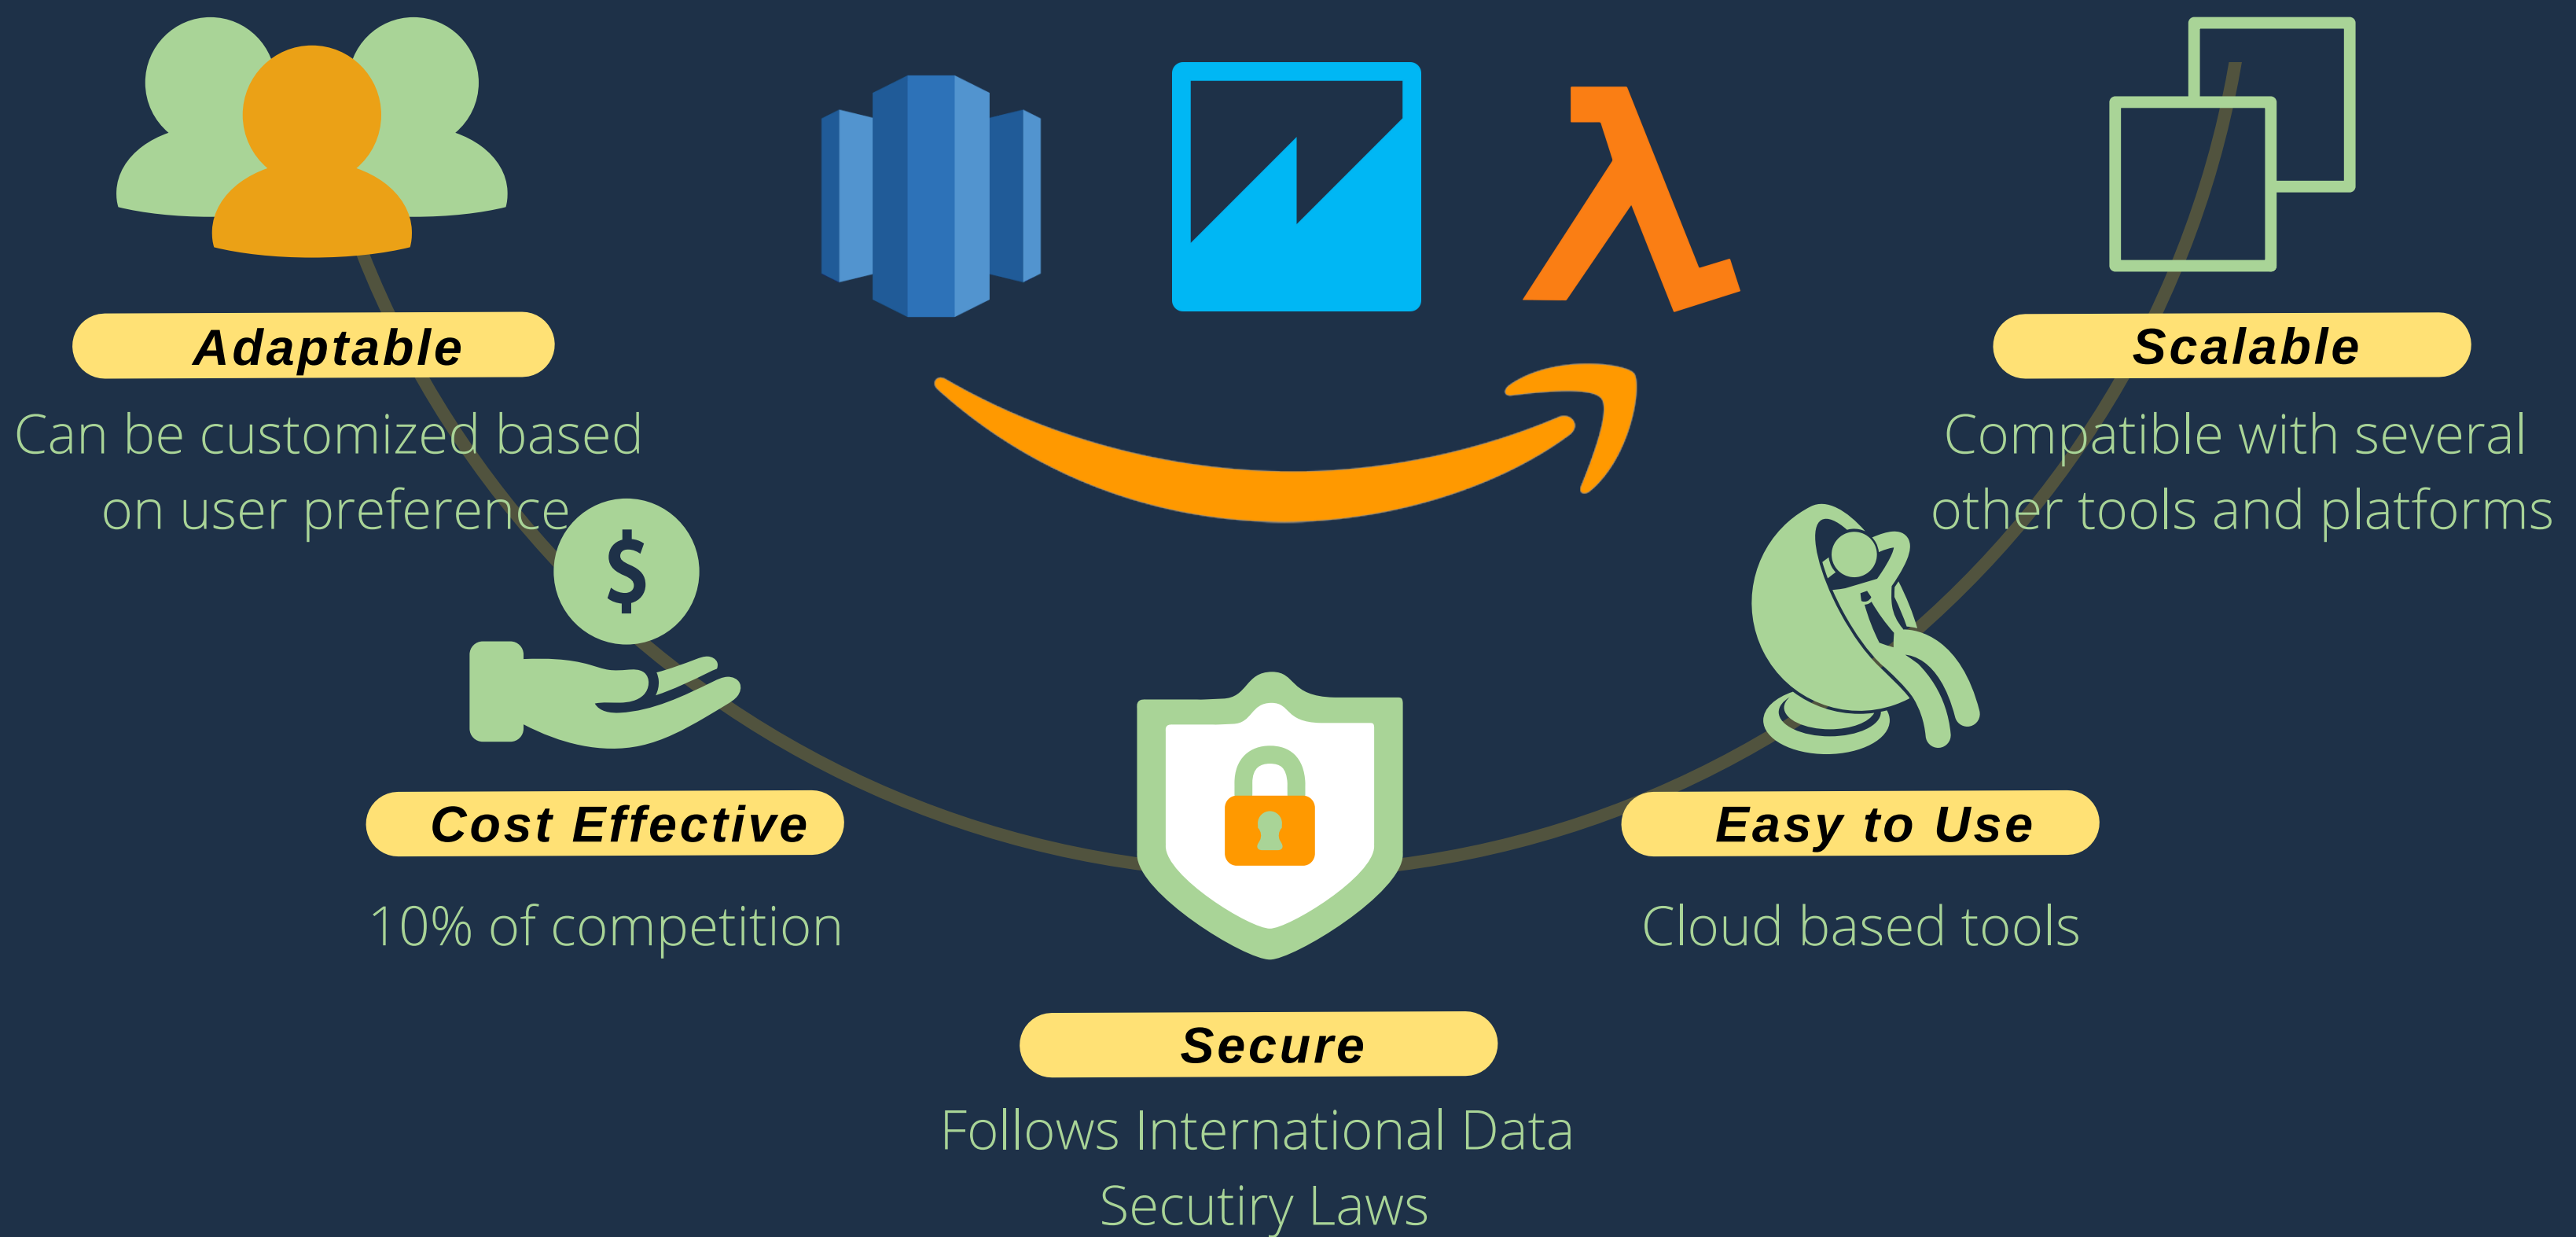 Adaptable
Can be customized based
on user preference
$
Cost Effective
10% of competition
Secure
Follows International Data
Secutiry Laws
Easy to Use
Cloud based tools
Scalable
Compatible with several
other tools and platforms